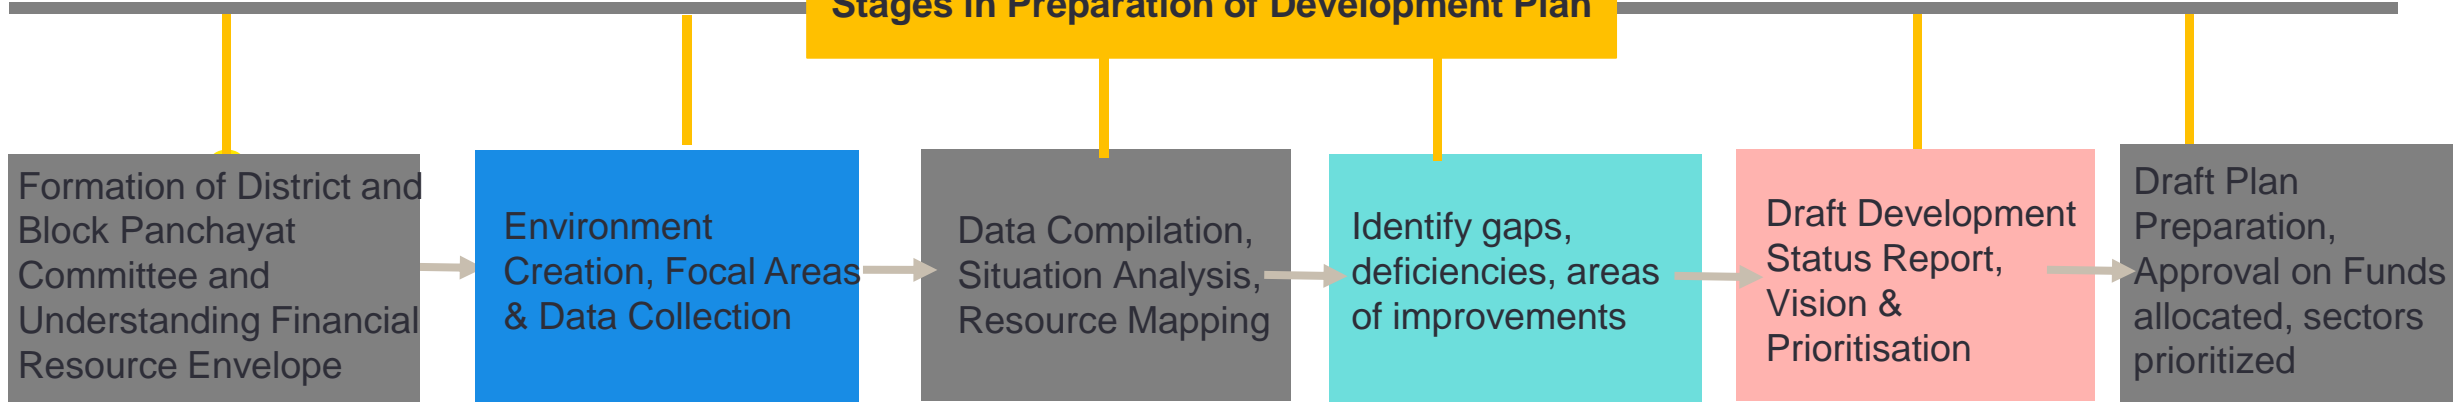 Stages in Preparation of Development Plan
Formation of District and
Block Panchayat
Committee and
Understanding Financial
Resource Envelope
Environment
Creation, Focal Areas
& Data Collection
Data Compilation,
Situation Analysis,
Resource Mapping
Identify gaps,
deficiencies, areas
of improvements
Draft Development
Status Report,
Vision &
Prioritisation
Draft Plan
Preparation,
Approval on Funds
allocated, sectors
prioritized